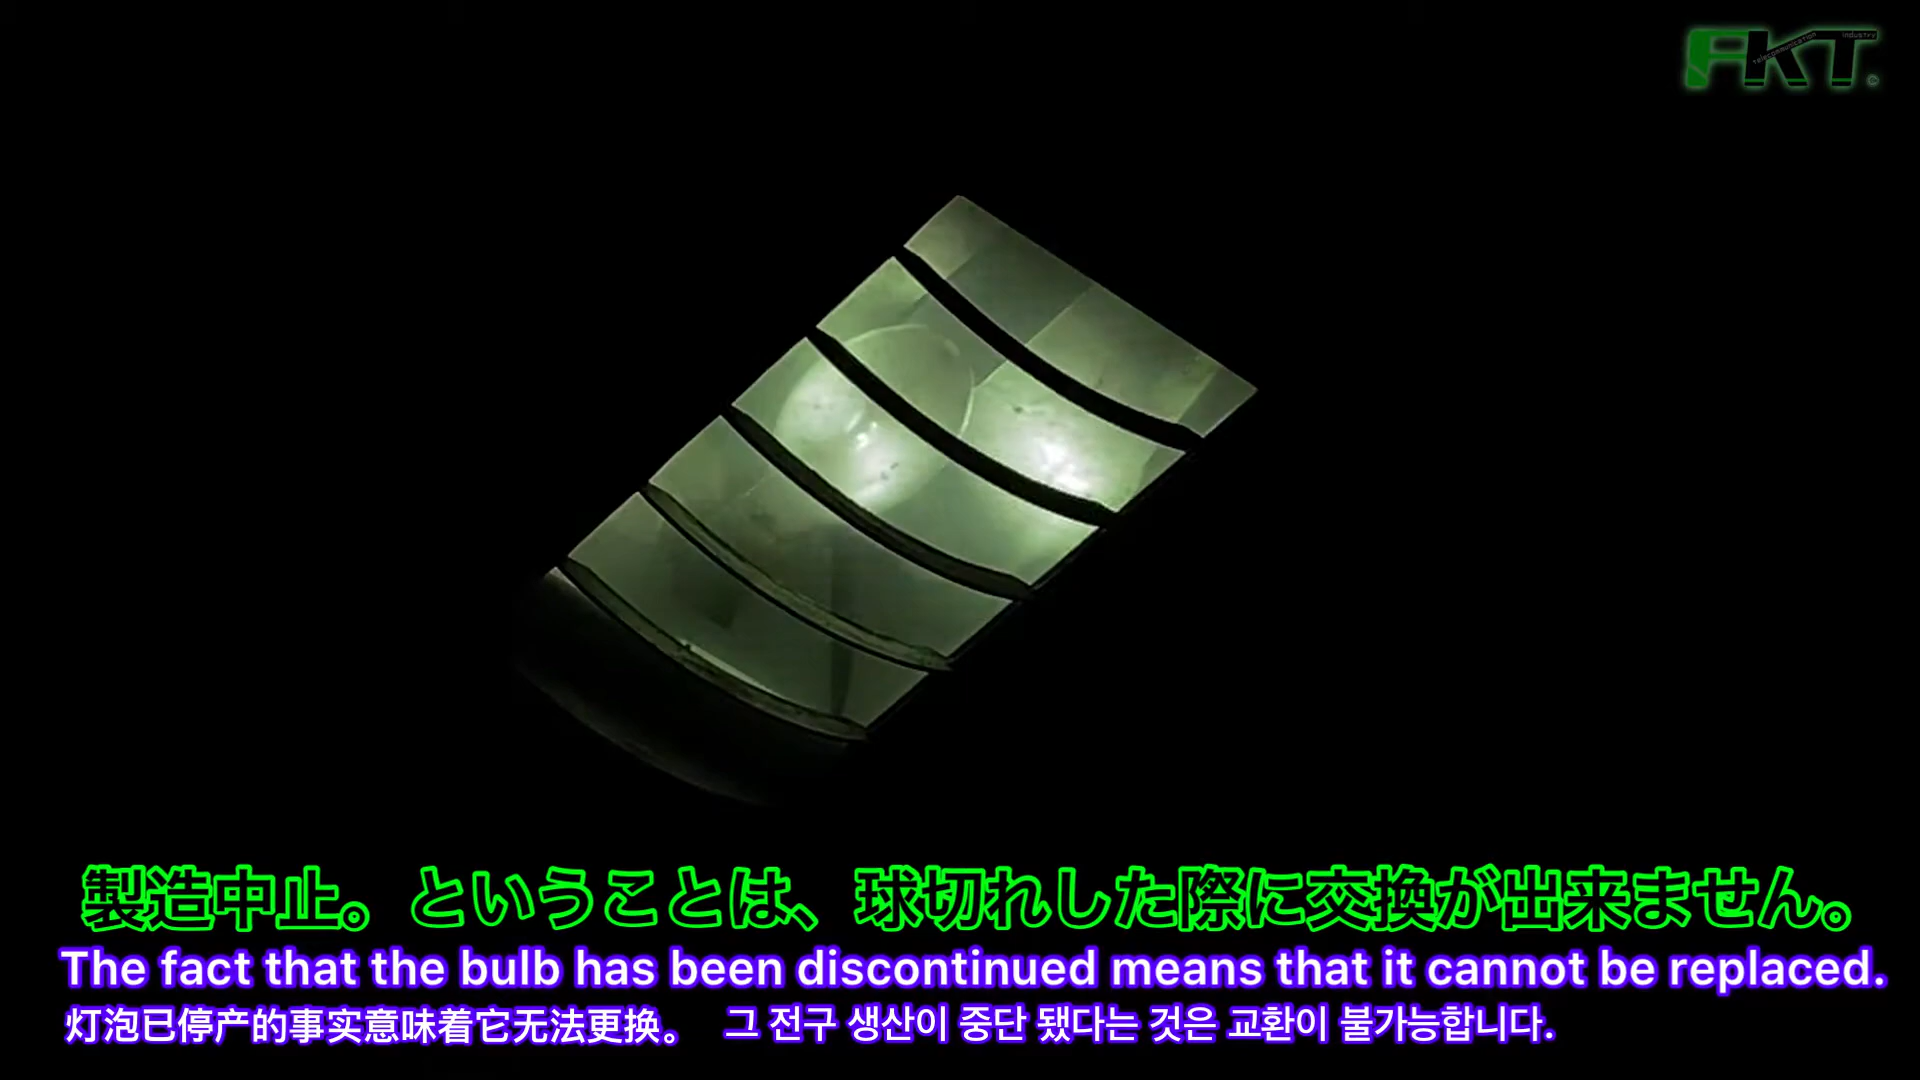 FKT.
telecommunication industry
製造中止。ということは、球切れした際に交換が出来ません。
The fact that the bulb has been discontinued means that it cannot be replaced.
灯泡已停产的事实意味着它无法更换。 그 전구 생산이 중단 됐다는 것은 교환이 불가능합니다.